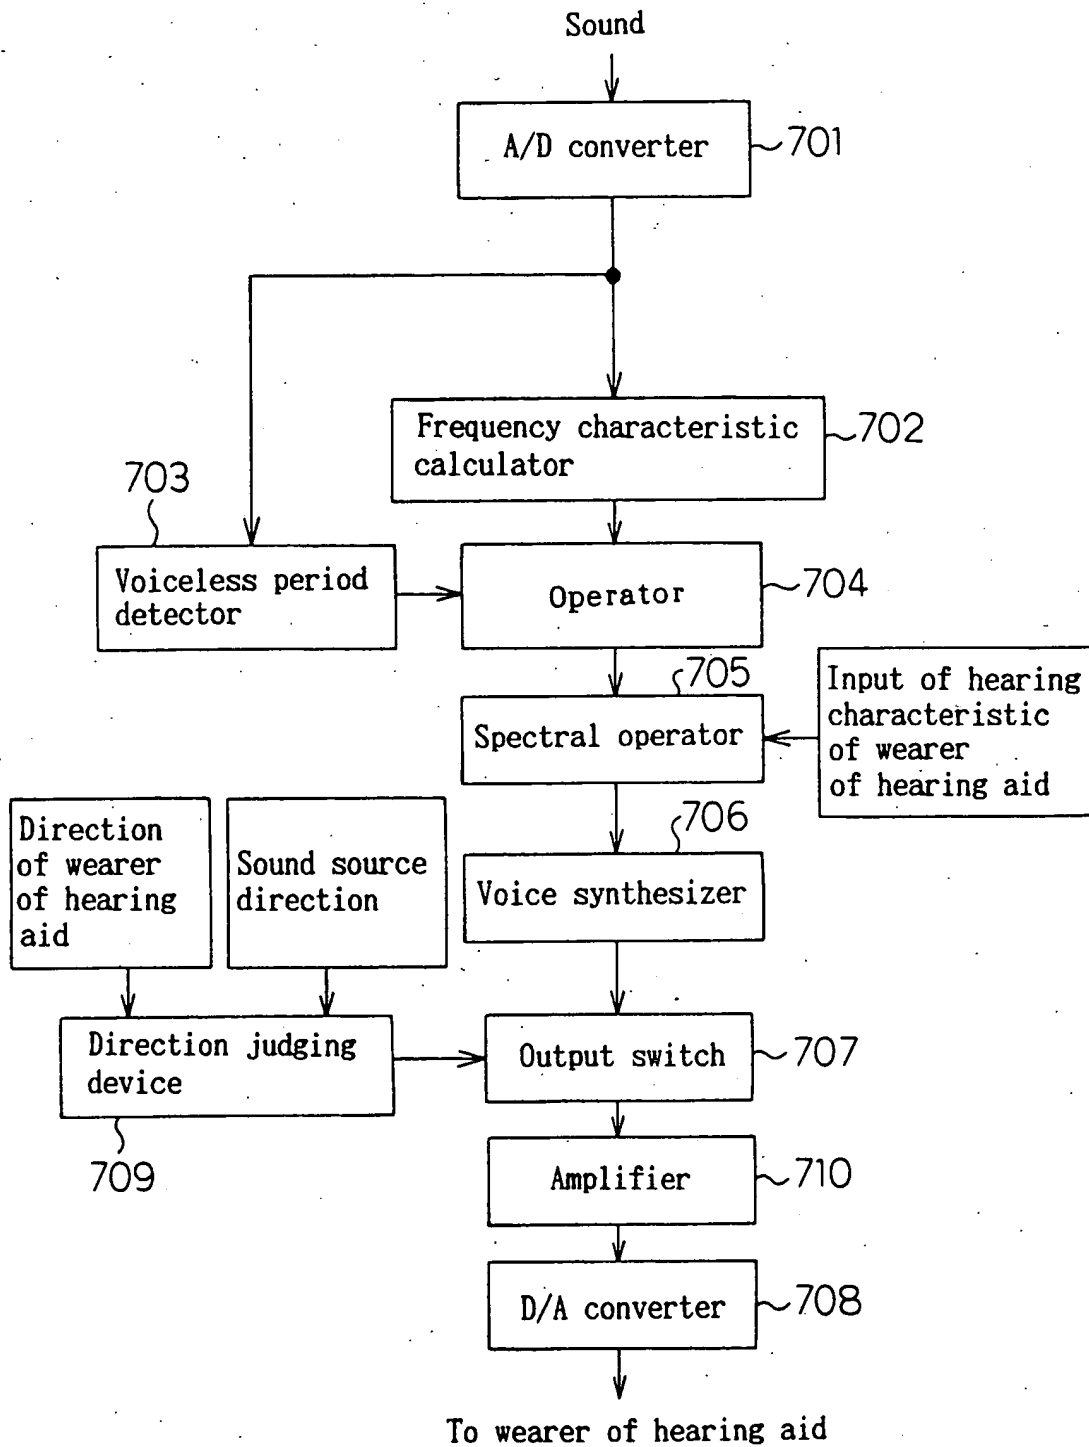 Sound
A/D converter
701
Frequency characteristic
calculator
702
703
Voiceless period
detector
Operator
704
705
Spectral operator
Input of hearing
characteristic
of wearer
of hearing aid
Direction
of wearer
of hearing
aid
Sound source
direction
706
Voice synthesizer
Direction judging
device
709
Output switch
707
Amplifier
710
D/A converter
708
To wearer of hearing aid